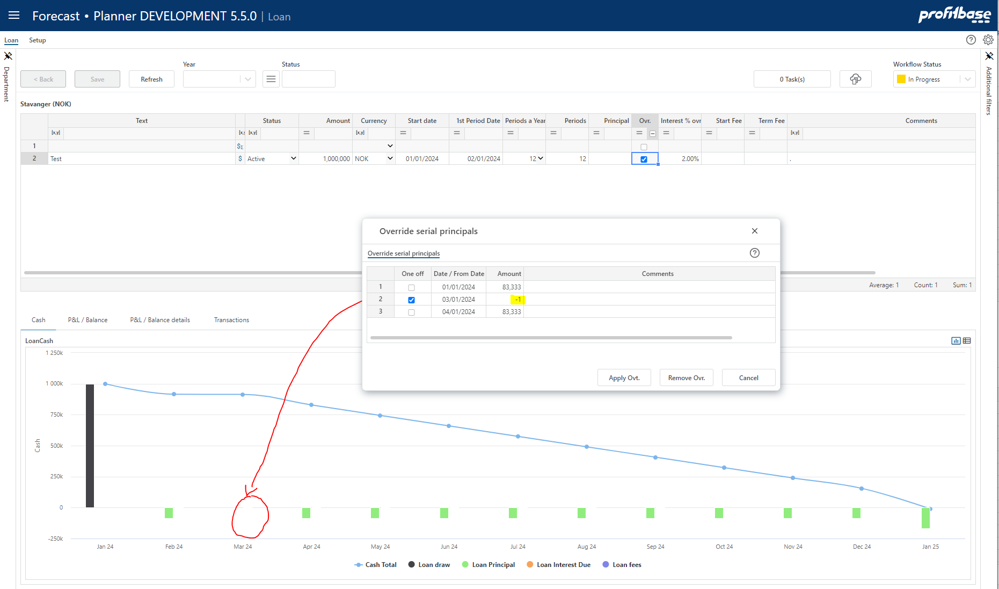 Forecast • Planner DEVELOPMENT 5.5.0 | Loan
profitbase
Loan Setup
Department
Additional filters
Year Status Workflow Status
< Back Save Refresh 0 Task(s) In Progress
Stavanger (NOK)
Text Status Amount Currency Start date 1st Period Date Periods a Year Periods Principal Ovr. Interest % ovr Start Fee Term Fee Comments
[x,y] [x, [x,y] = [x,y] = = = = = = = = = [x,y]
1 $Σ
2 Test $ Active 1,000,000 NOK 01/01/2024 02/01/2024 12 12 2.00% .
Average: 1 Count: 1 Sum: 1
Override serial principals
Override serial principals
One off Date / From Date Amount Comments
1 01/01/2024 83,333
2 03/01/2024 -1
3 04/01/2024 83,333
Apply Ovt. Remove Ovr. Cancel
Cash P&L / Balance P&L / Balance details Transactions
LoanCash
Cash
1 250k
1 000k
750k
500k
250k
0
-250k
Jan 24 Feb 24 Mar 24 Apr 24 May 24 Jun 24 Jul 24 Aug 24 Sep 24 Oct 24 Nov 24 Dec 24 Jan 25
Cash Total Loan draw Loan Principal Loan Interest Due Loan fees